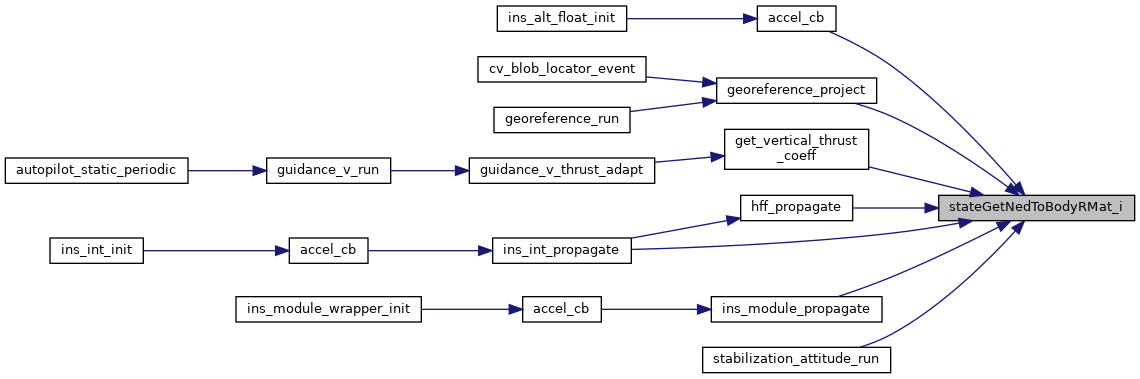 ins_alt_float_init
accel_cb
cv_blob_locator_event
georeference_project
georeference_run
get_vertical_thrust
_coeff
autopilot_static_periodic
guidance_v_run
guidance_v_thrust_adapt
hff_propagate
stateGetNedToBodyRMat_i
ins_int_init
accel_cb
ins_int_propagate
ins_module_wrapper_init
accel_cb
ins_module_propagate
stabilization_attitude_run